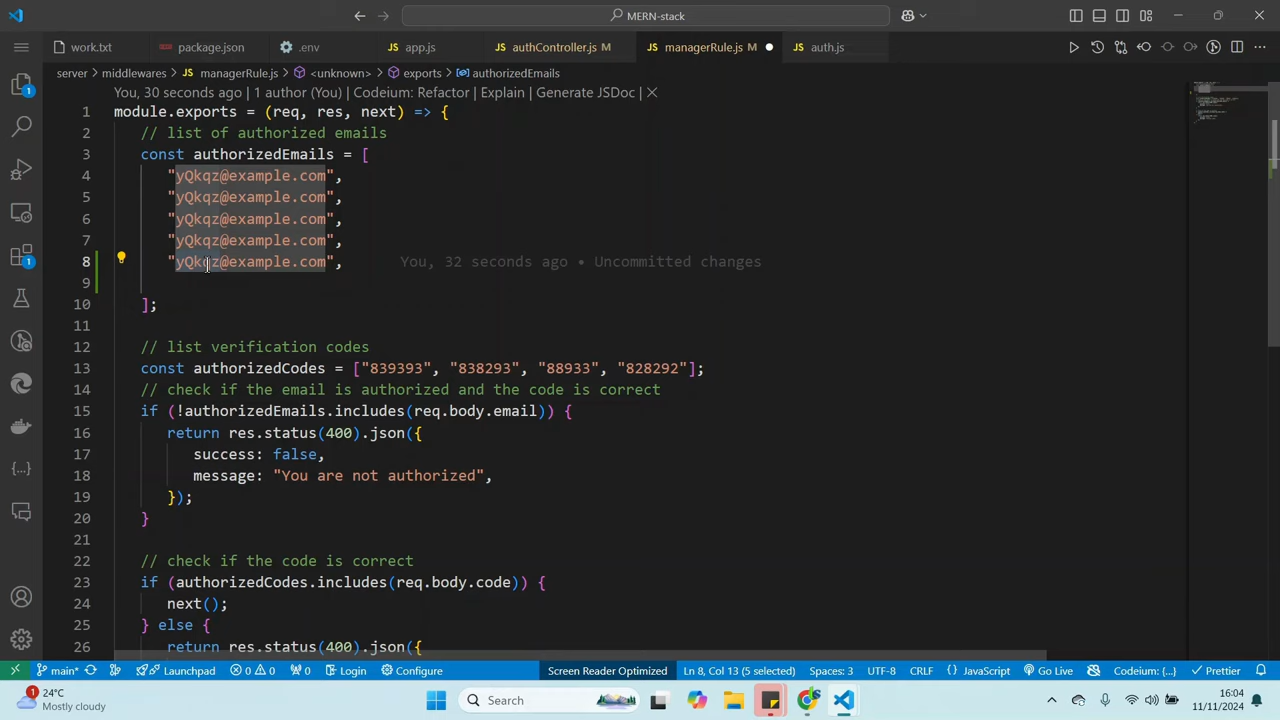 MERN-stack
work.txt
package.json
.env
app.js
authController.js M
managerRule.js M
auth.js
server > middlewares > JS managerRule.js > <unknown> > exports > authorizedEmails
You, 30 seconds ago | 1 author (You) | Codeium: Refactor | Explain | Generate JSDoc | X
1 module.exports = (req, res, next) => {
2 // list of authorized emails
3 const authorizedEmails = [
4 "yQkqz@example.com",
5 "yQkqz@example.com",
6 "yQkqz@example.com",
7 "yQkqz@example.com",
8 "yQkqz@example.com", You, 32 seconds ago • Uncommitted changes
9
10 ];
11
12 // list verification codes
13 const authorizedCodes = ["839393", "838293", "88933", "828292"];
14 // check if the email is authorized and the code is correct
15 if (!authorizedEmails.includes(req.body.email)) {
16 return res.status(400).json({
17 success: false,
18 message: "You are not authorized",
19 });
20 }
21
22 // check if the code is correct
23 if (authorizedCodes.includes(req.body.code)) {
24 next();
25 } else {
26 return res.status(400).json({
main* Launchpad 0 0 0 Login Configure Screen Reader Optimized Ln 8, Col 13 (5 selected) Spaces: 3 UTF-8 CRLF {} JavaScript Go Live Codeium: {...} Prettier
1
24°C
Mostly cloudy
Search
16:04
11/11/2024